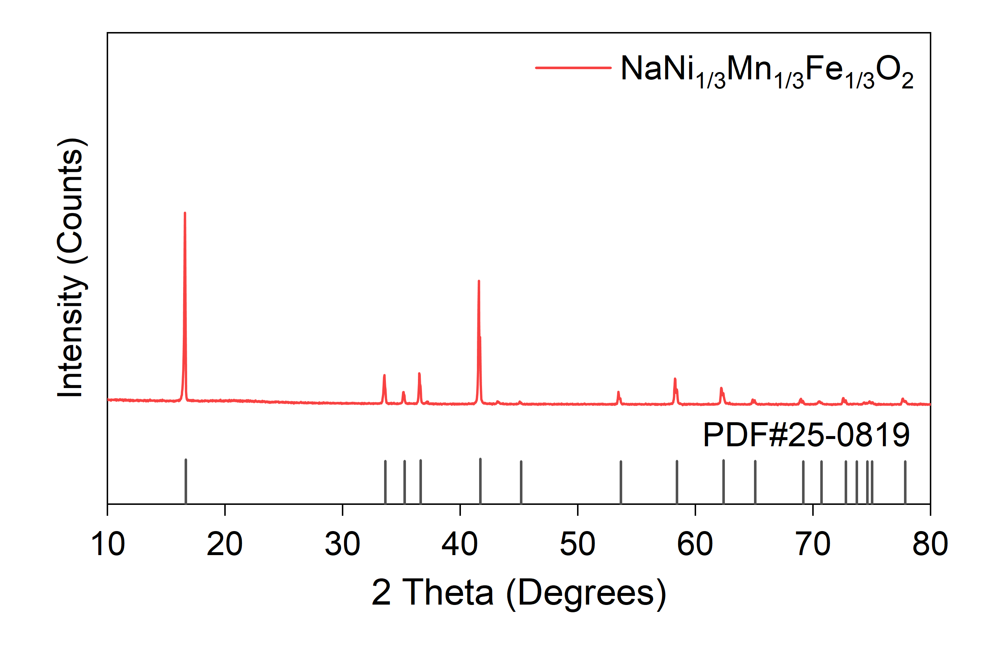 NaNi1/3Mn1/3Fe1/3O2
Intensity (Counts)
PDF#25-0819
10 20 30 40 50 60 70 80
2 Theta (Degrees)